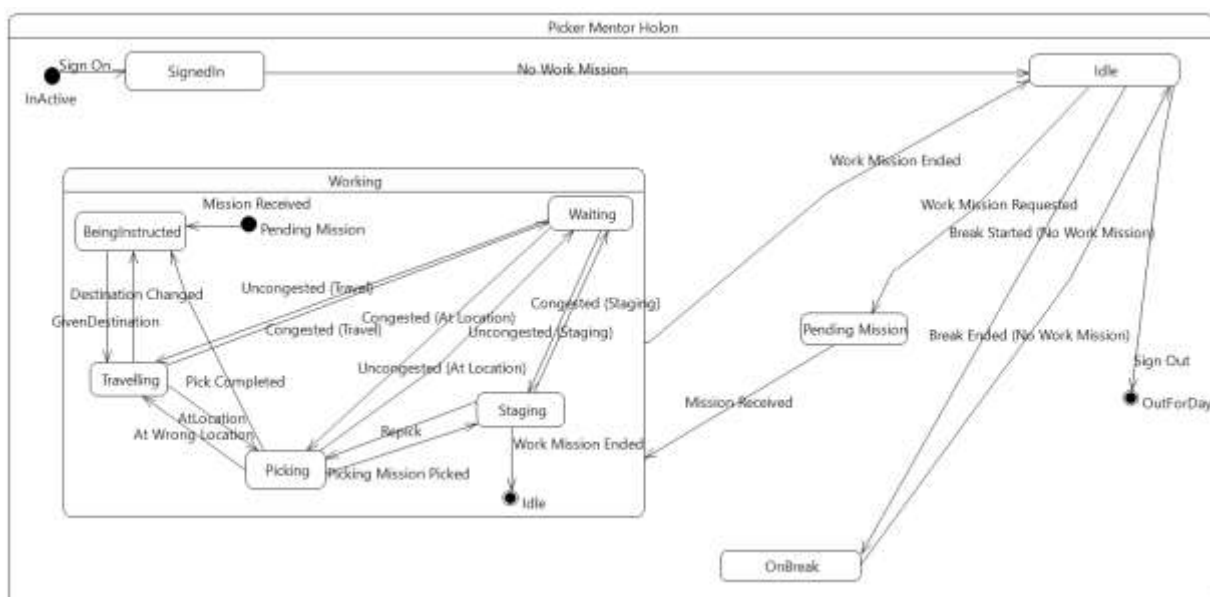 Picker Mentor Holon
Sign On
SignedIn
No Work Mission
Idle
InActive
Work Mission Ended
Working
Mission Received
Waiting
BeingInstructed
Pending Mission
Work Mission Requested
Break Started (No Work Mission)
Destination Changed
Uncongested (Travel)
Congested (Staging)
GivenDestination
Congested (At Location)
Congested (Travel)
Uncongested (Staging)
Pending Mission
Break Ended (No Work Mission)
Travelling
Pick Completed
Uncongested (At Location)
Sign Out
Mission Received
OutForDay
AtLocation
Staging
At Wrong Location
Repick
Work Mission Ended
Picking
Picking Mission Picked
Idle
OnBreak